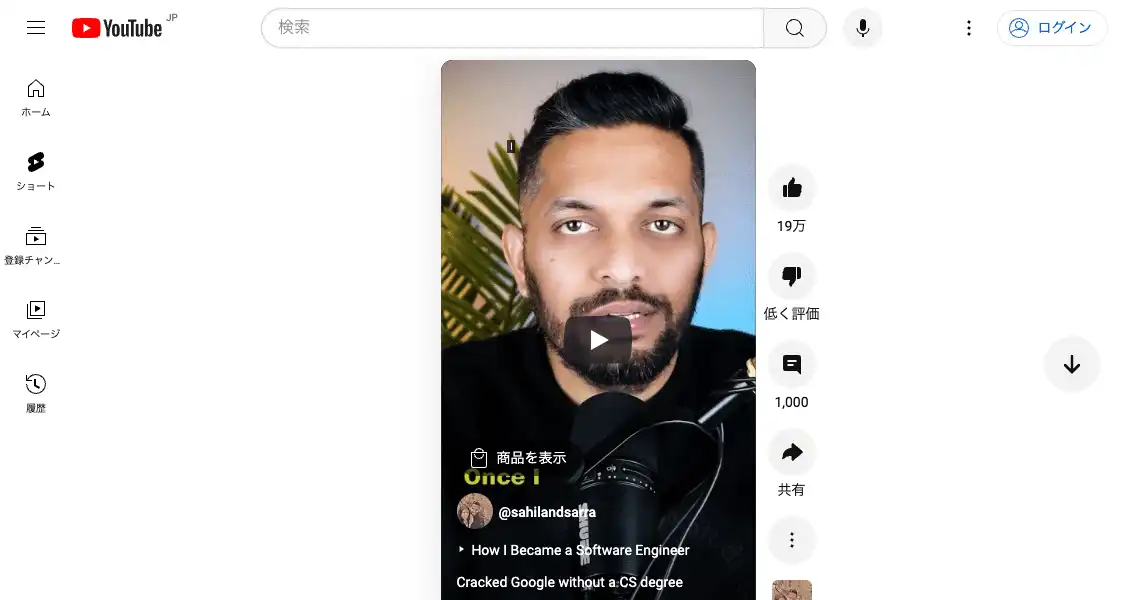 YouTube JP
検索
ログイン
ホーム
ショート
登録チャン...
マイページ
履歴
19万
低く評価
1,000
共有
商品を表示
Once I
@sahilandsarra
How I Became a Software Engineer
Cracked Google without a CS degree
SHURE